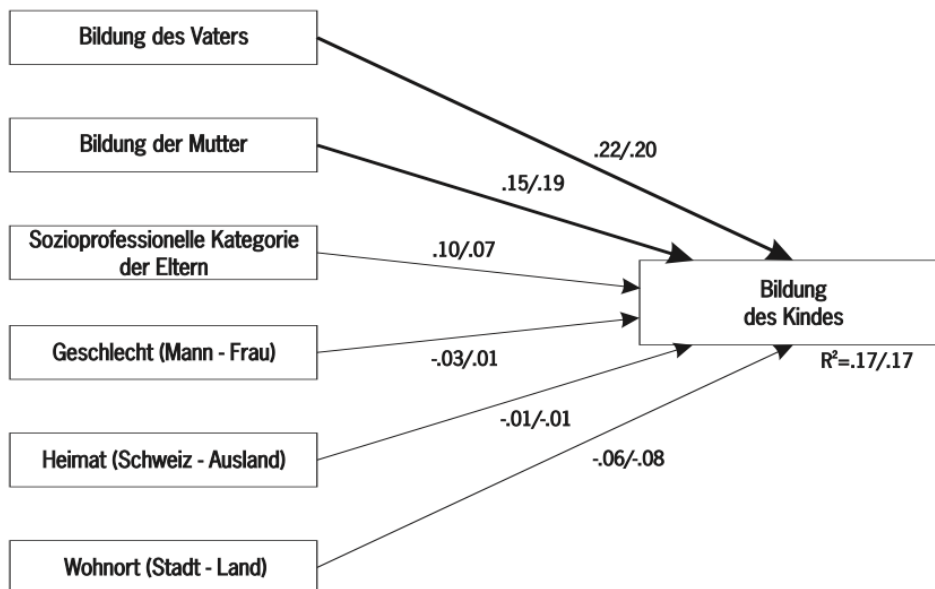 Bildung des Vaters
Bildung der Mutter
.22/.20
.15/.19
Sozioprofessionelle Kategorie
der Eltern
.10/.07
Bildung
des Kindes
Geschlecht (Mann - Frau)
-.03/.01
R²=.17/.17
-.01/-.01
Heimat (Schweiz - Ausland)
-.06/-.08
Wohnort (Stadt - Land)